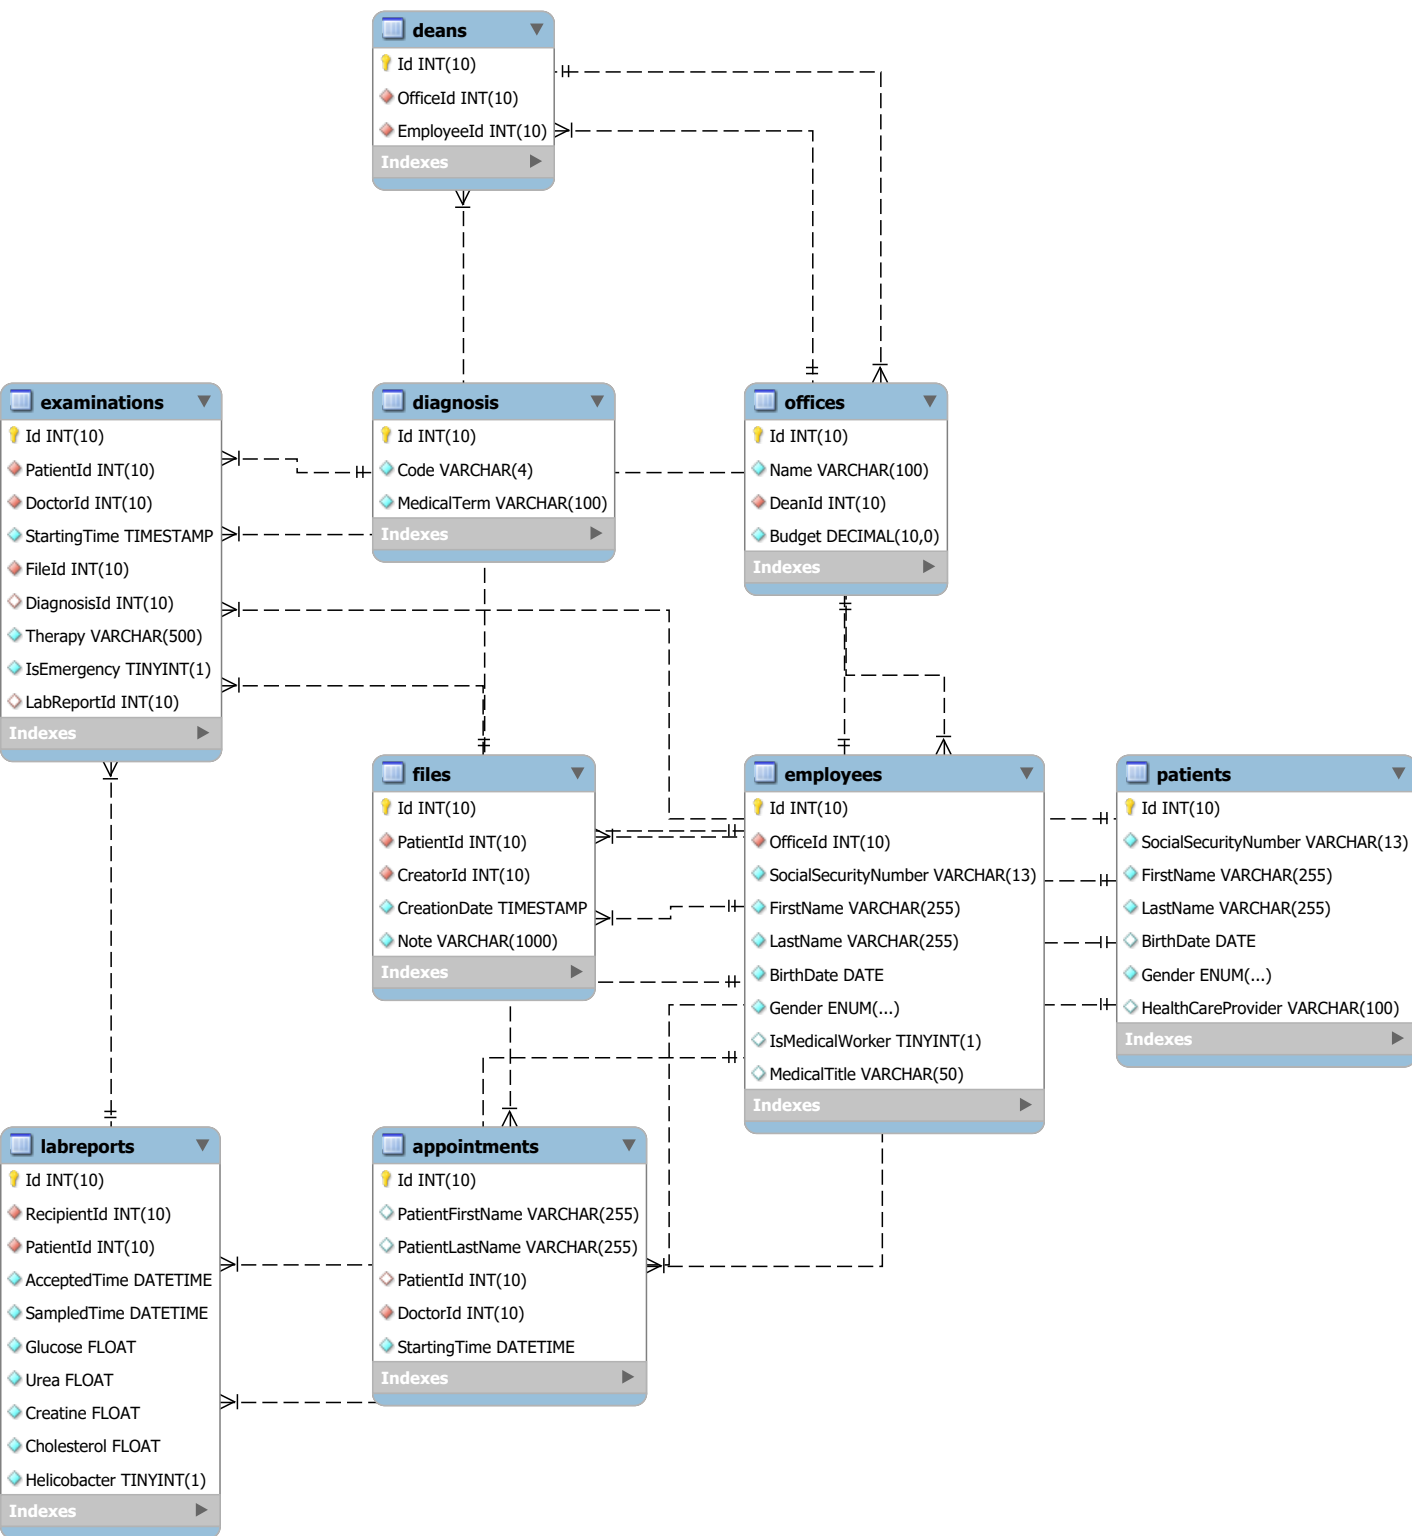 deans
Id INT(10)
OfficeId INT(10)
EmployeeId INT(10)
Indexes
examinations
Id INT(10)
PatientId INT(10)
DoctorId INT(10)
StartingTime TIMESTAMP
FileId INT(10)
DiagnosisId INT(10)
Therapy VARCHAR(500)
IsEmergency TINYINT(1)
LabReportId INT(10)
Indexes
diagnosis
Id INT(10)
Code VARCHAR(4)
MedicalTerm VARCHAR(100)
Indexes
offices
Id INT(10)
Name VARCHAR(100)
DeanId INT(10)
Budget DECIMAL(10,0)
Indexes
files
Id INT(10)
PatientId INT(10)
CreatorId INT(10)
CreationDate TIMESTAMP
Note VARCHAR(1000)
Indexes
employees
Id INT(10)
OfficeId INT(10)
SocialSecurityNumber VARCHAR(13)
FirstName VARCHAR(255)
LastName VARCHAR(255)
BirthDate DATE
Gender ENUM(...)
IsMedicalWorker TINYINT(1)
MedicalTitle VARCHAR(50)
Indexes
patients
Id INT(10)
SocialSecurityNumber VARCHAR(13)
FirstName VARCHAR(255)
LastName VARCHAR(255)
BirthDate DATE
Gender ENUM(...)
HealthCareProvider VARCHAR(100)
Indexes
labreports
Id INT(10)
RecipientId INT(10)
PatientId INT(10)
AcceptedTime DATETIME
SampledTime DATETIME
Glucose FLOAT
Urea FLOAT
Creatine FLOAT
Cholesterol FLOAT
Helicobacter TINYINT(1)
Indexes
appointments
Id INT(10)
PatientFirstName VARCHAR(255)
PatientLastName VARCHAR(255)
PatientId INT(10)
DoctorId INT(10)
StartingTime DATETIME
Indexes